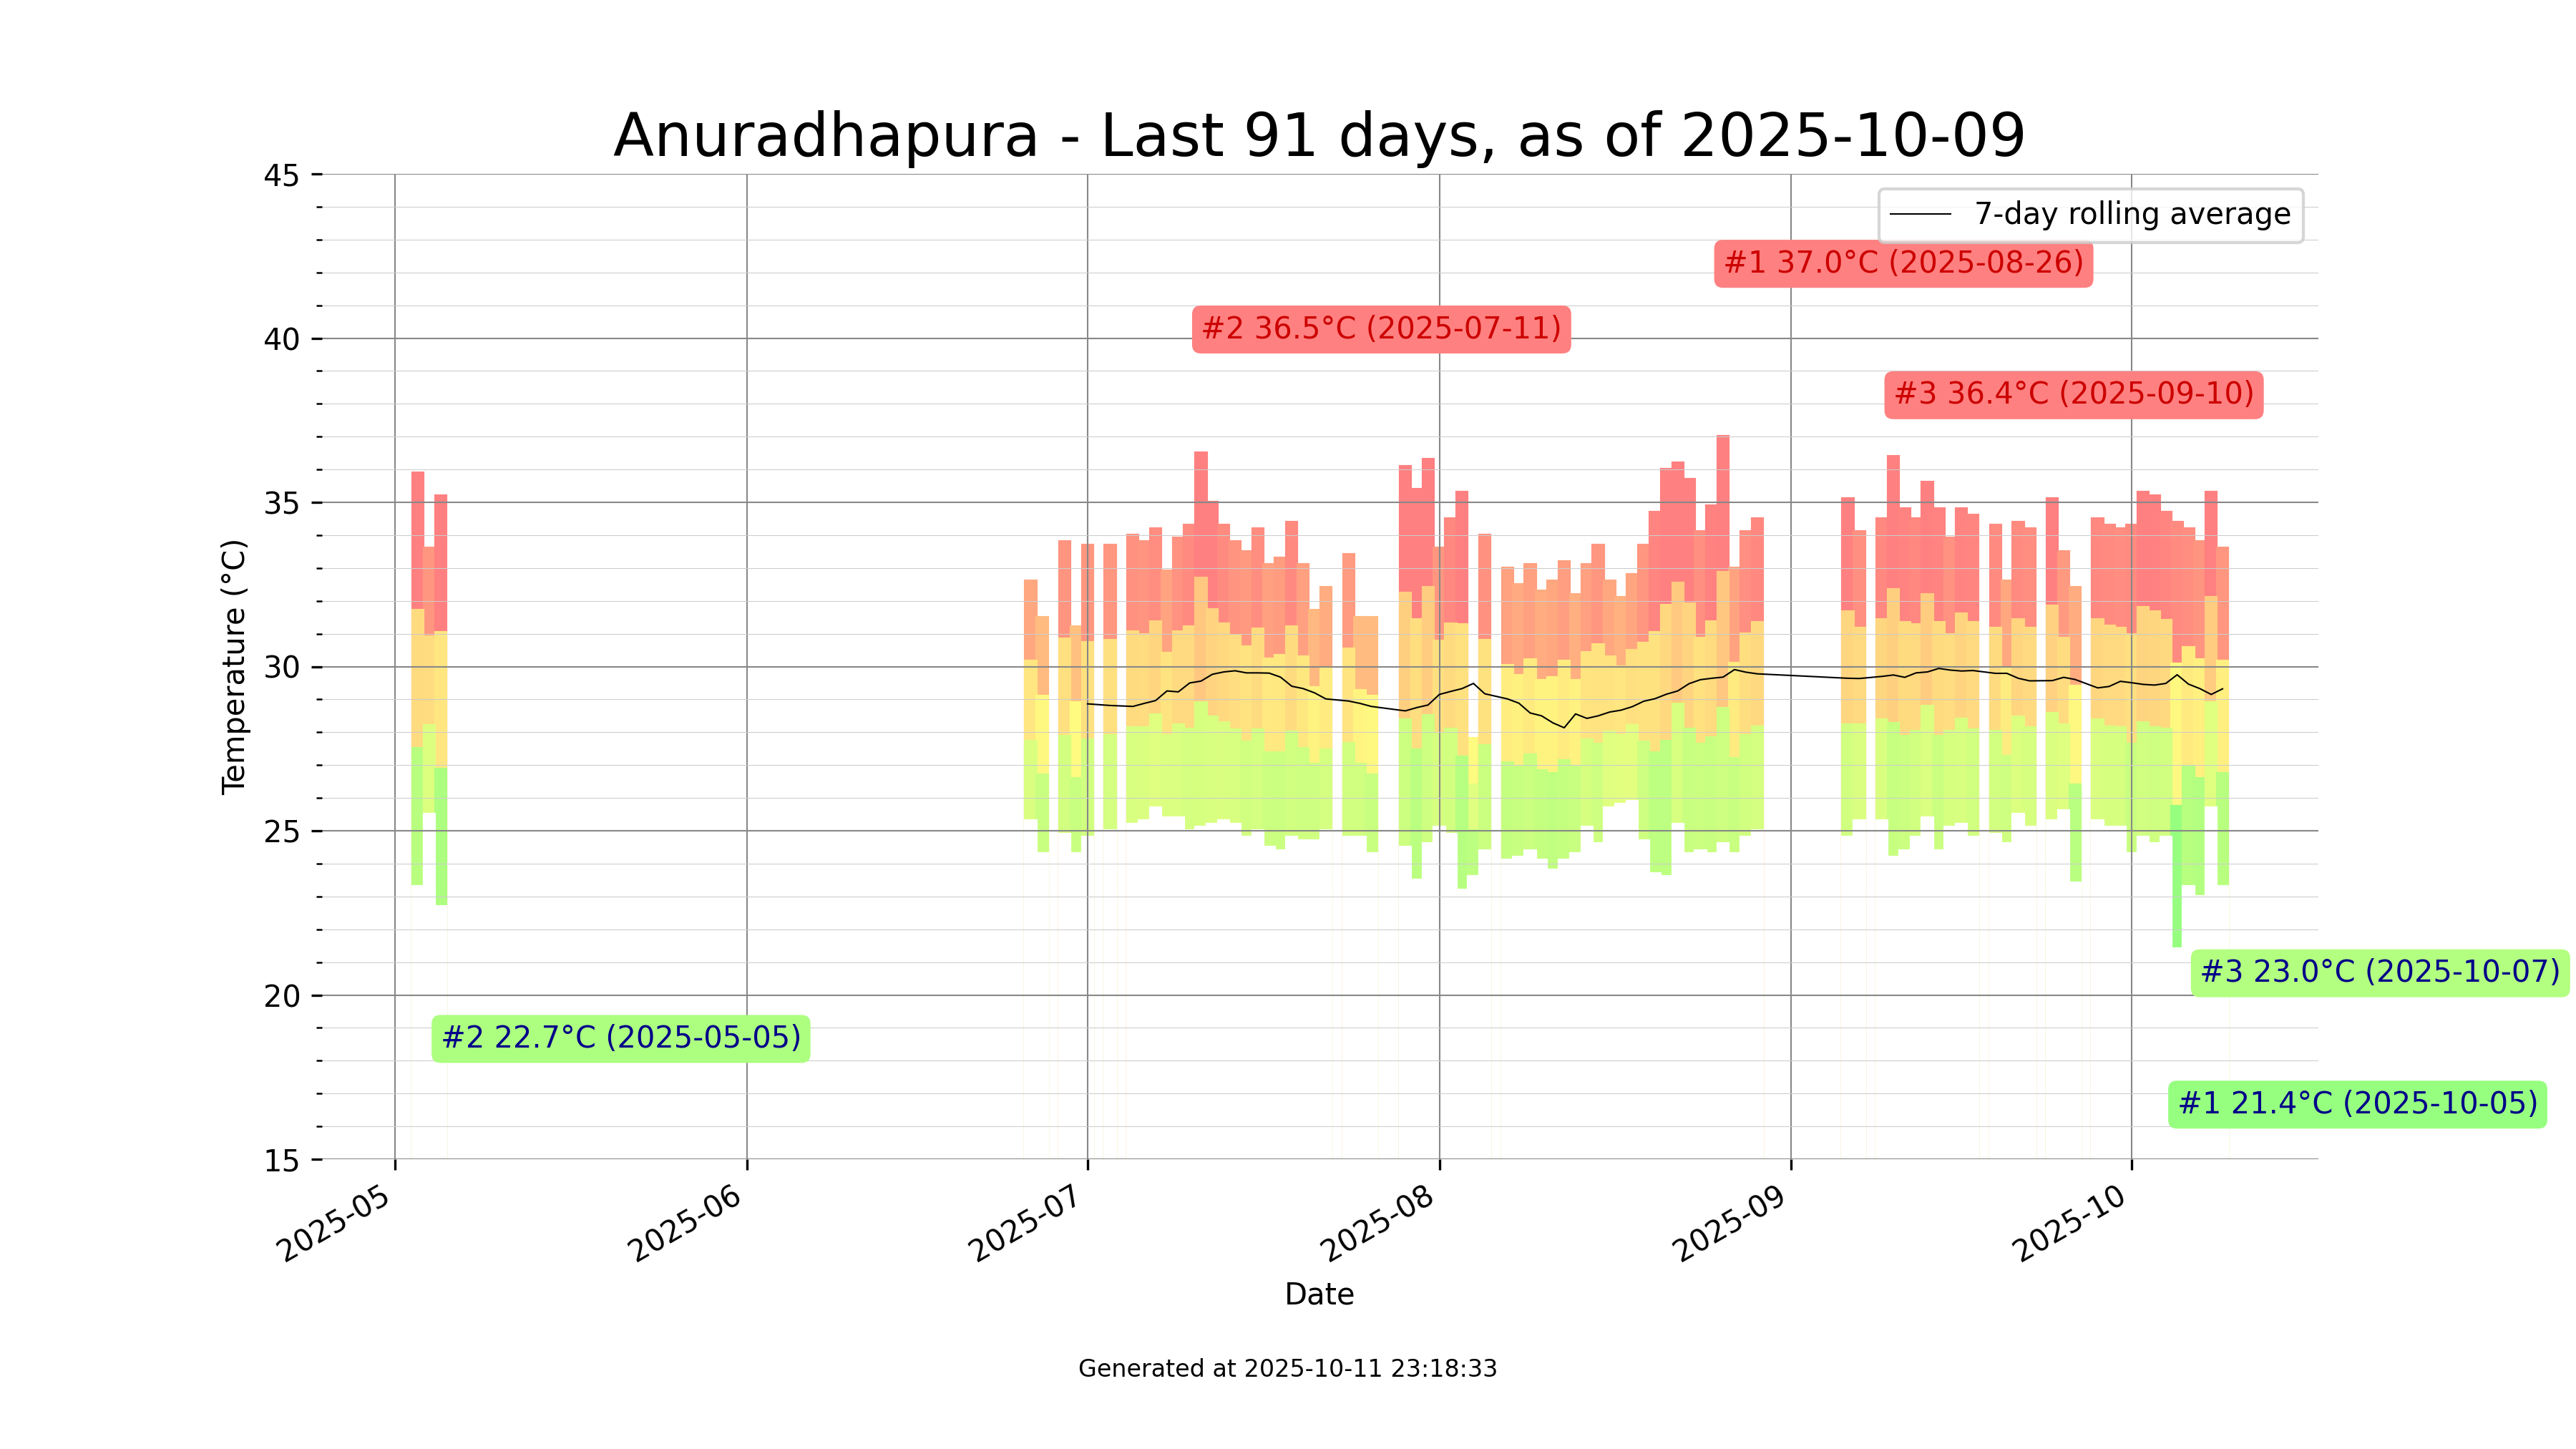 Anuradhapura - Last 91 days, as of 2025-10-09
45
7-day rolling average
#1 37.0°C (2025-08-26)
#2 36.5°C (2025-07-11)
40
#3 36.4°C (2025-09-10)
35
Temperature (°C)
30
25
#3 23.0°C (2025-10-07)
20
#2 22.7°C (2025-05-05)
#1 21.4°C (2025-10-05)
15
2025-05
2025-06
2025-07
2025-08
2025-09
2025-10
Date
Generated at 2025-10-11 23:18:33